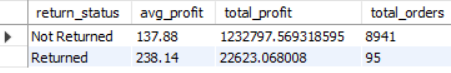 return_status avg_profit total_profit total_orders
Not Returned 137.88 1232797.569318595 8941
Returned 238.14 22623.068008 95